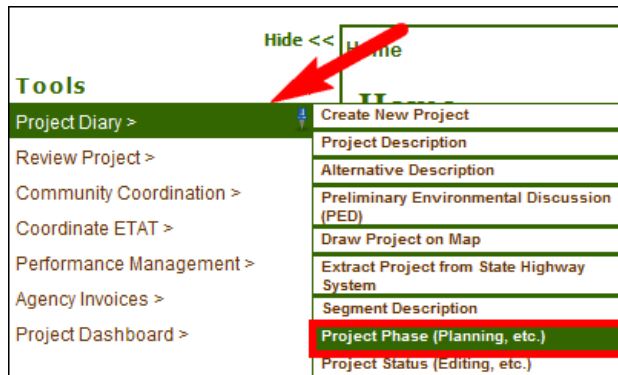 Hide <<
Home
Tools
Home
Project Diary >
Create New Project
Project Description
Review Project >
Alternative Description
Community Coordination >
Preliminary Environmental Discussion
(PED)
Coordinate ETAT >
Draw Project on Map
Performance Management >
Extract Project from State Highway
System
Agency Invoices >
Segment Description
Project Dashboard >
Project Phase (Planning, etc.)
Project Status (Editing, etc.)